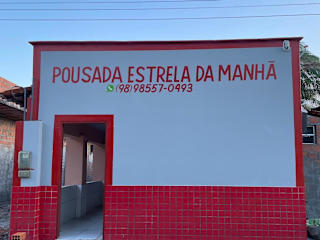 POUSADA ESTRELA DA MANHÃ
(98)98557-0493